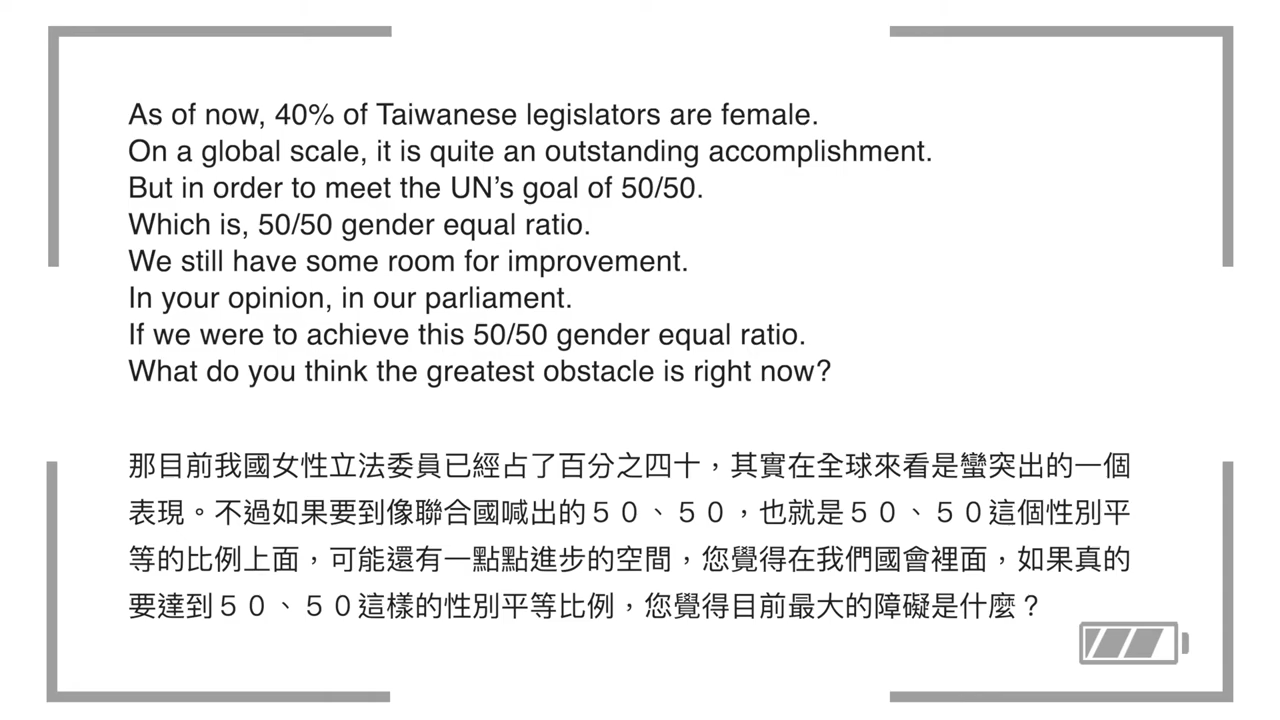 As of now, 40% of Taiwanese legislators are female.
On a global scale, it is quite an outstanding accomplishment.
But in order to meet the UN’s goal of 50/50.
Which is, 50/50 gender equal ratio.
We still have some room for improvement.
In your opinion, in our parliament.
If we were to achieve this 50/50 gender equal ratio.
What do you think the greatest obstacle is right now?
那目前我國女性立法委員已經占了百分之四十，其實在全球來看是蠻突出的一個
表現。不過如果要到像聯合國喊出的５０、５０，也就是５０、５０這個性別平
等的比例上面，可能還有一點點進步的空間，您覺得在我們國會裡面，如果真的
要達到５０、５０這樣的性別平等比例，您覺得目前最大的障礙是什麼？